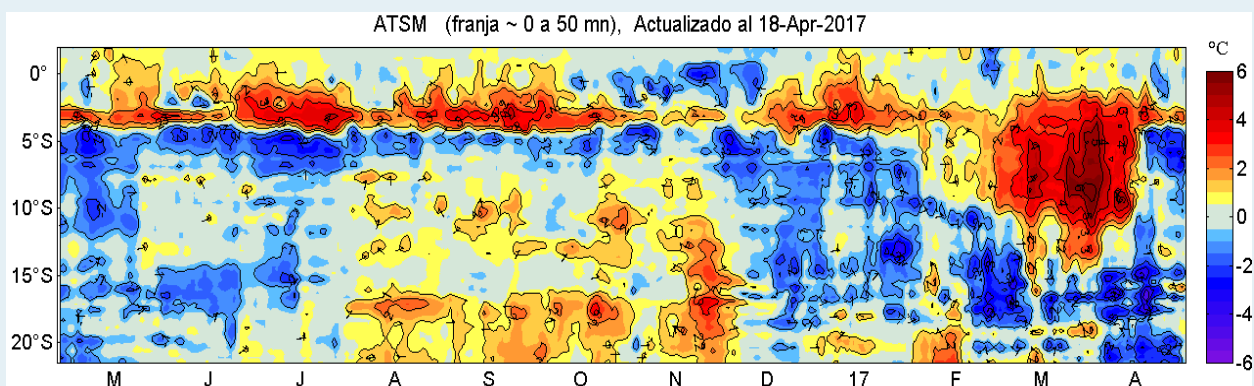 ATSM (franja ~ 0 a 50 mn), Actualizado al 18-Apr-2017
ºC
0°
5°S
10°S
15°S
20°S
6
4
2
0
-2
-4
-6
M J J A S O N D 17 F M A